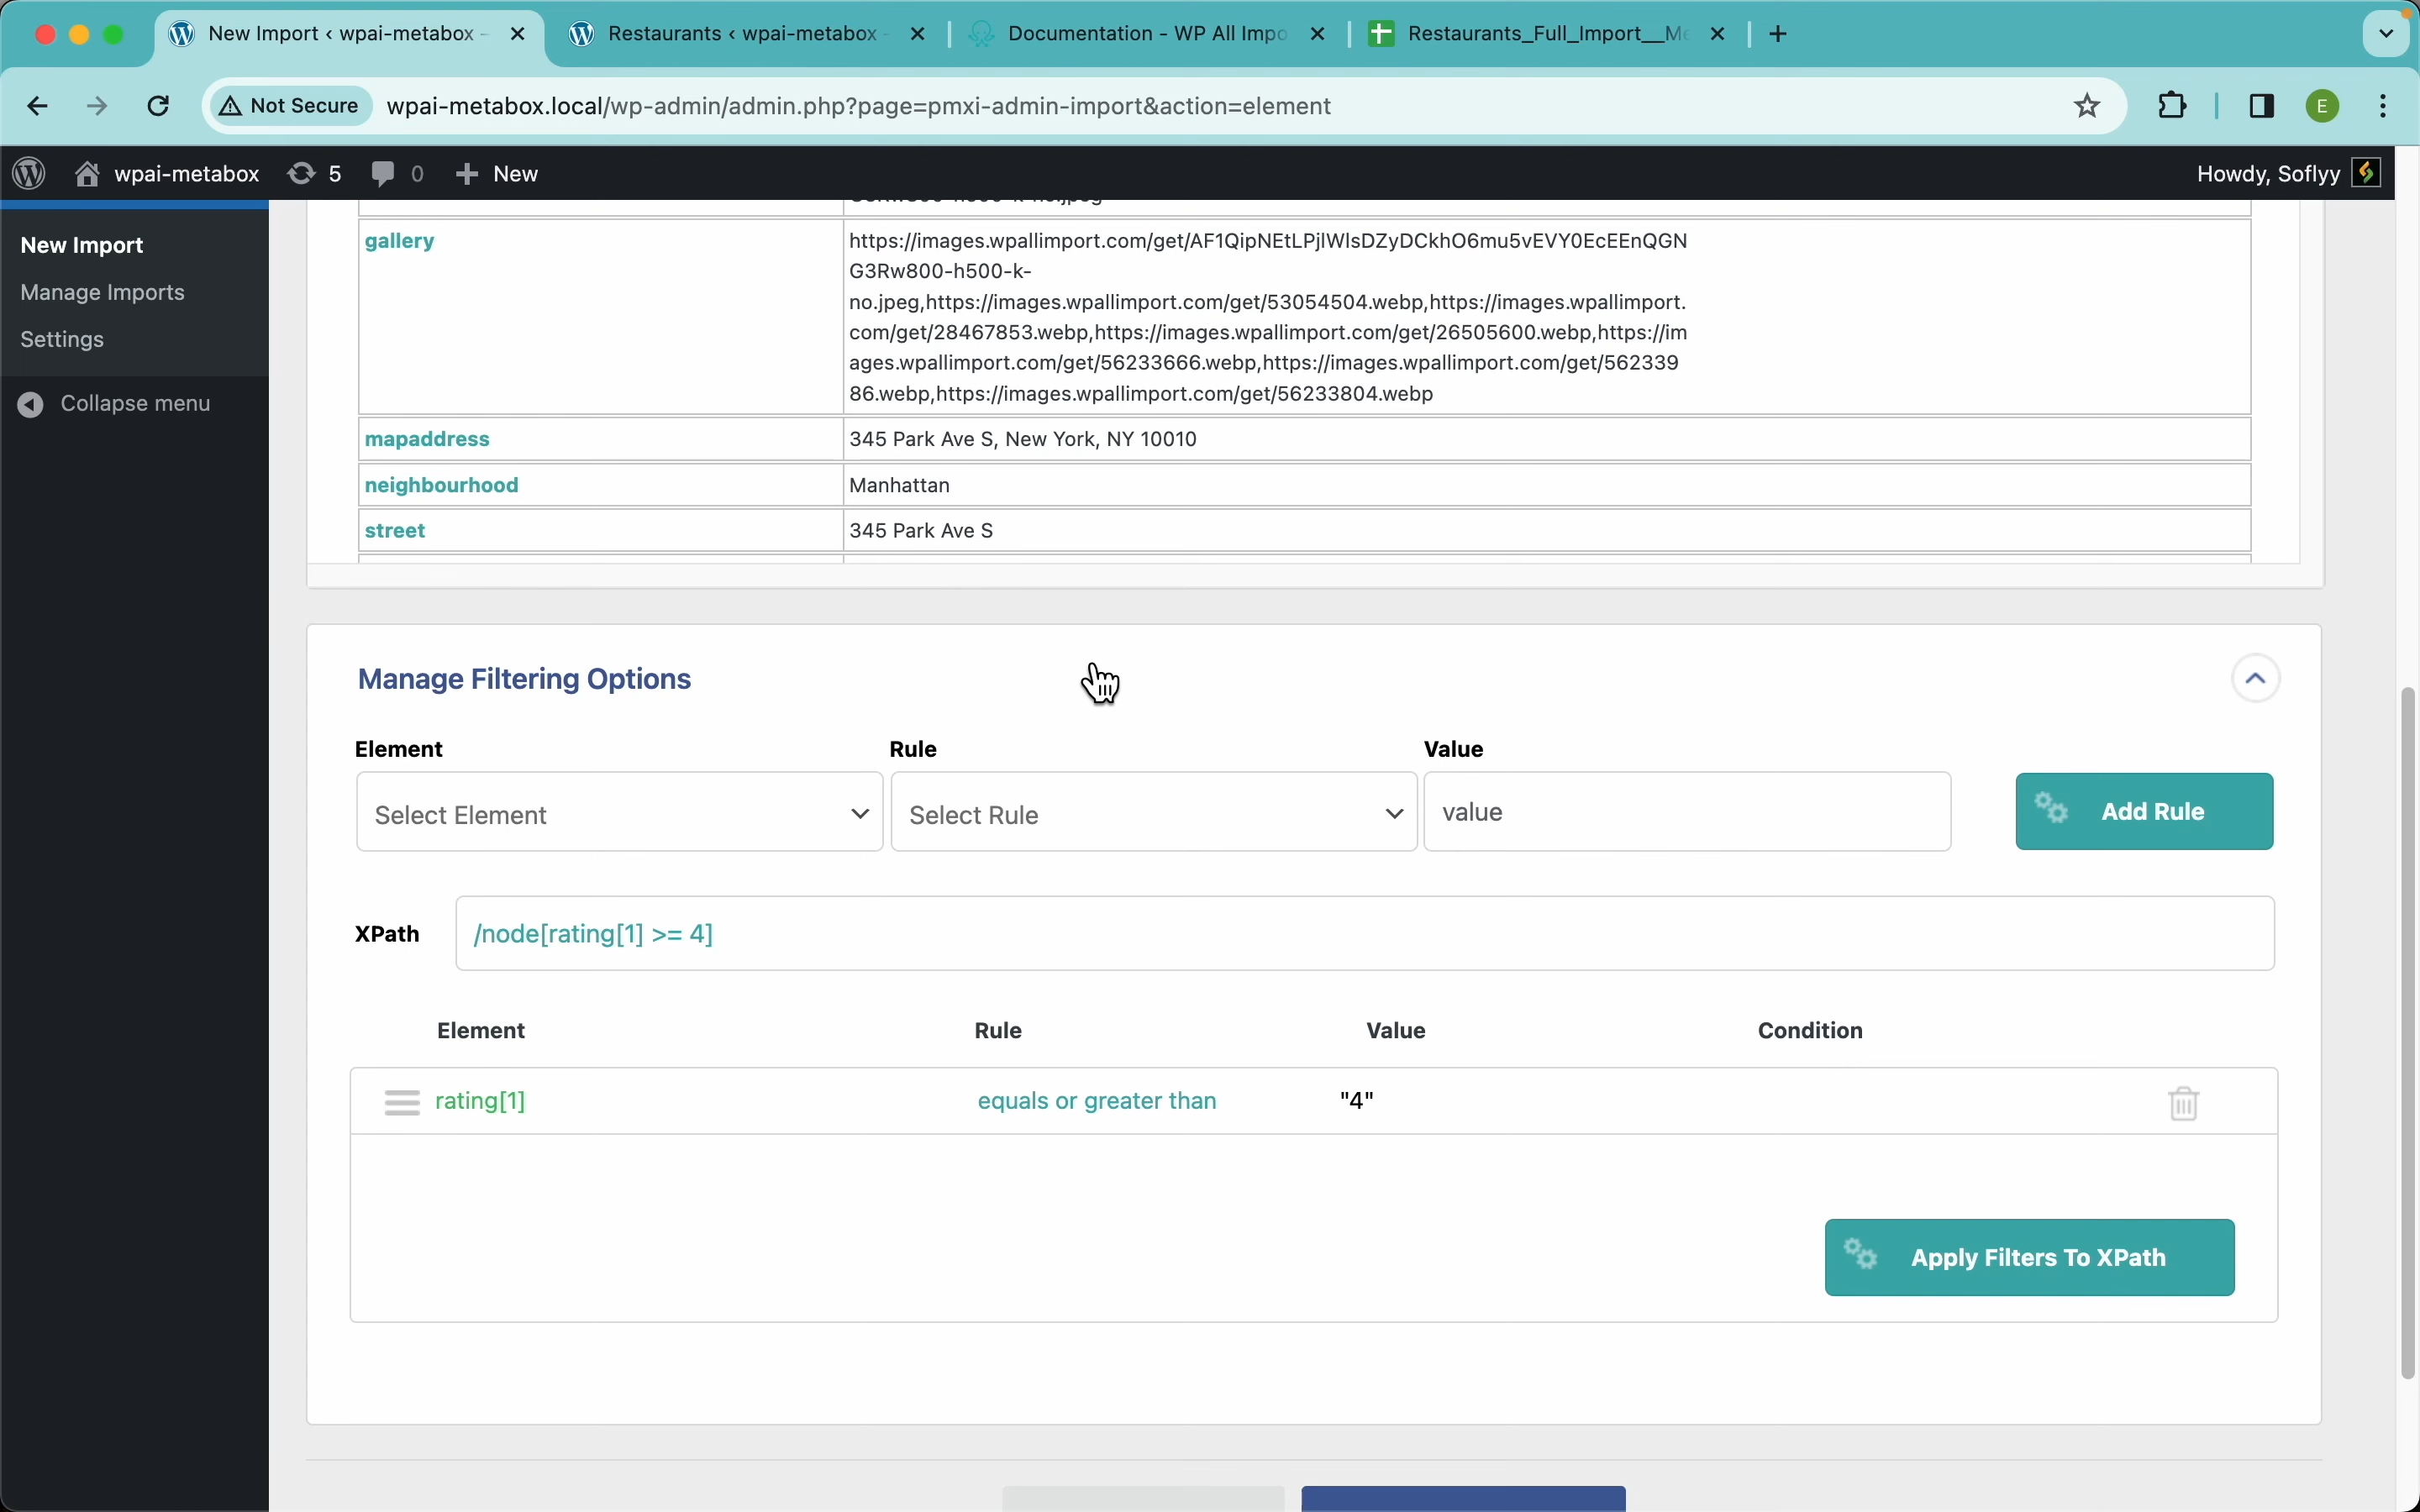 New Import ‹ wpai-metabox
Restaurants ‹ wpai-metabox
Documentation - WP All Impo
Restaurants_Full_Import__Me
Not Secure
wpai-metabox.local/wp-admin/admin.php?page=pmxi-admin-import&action=element
E
wpai-metabox
5
0
New
Howdy, Soflyy
New Import
Manage Imports
Settings
Collapse menu
gallery
https://images.wpallimport.com/get/AF1QipNEtLPjIWlsDZyDCkhO6mu5vEVY0EcEEnQGN
G3Rw800-h500-k-
no.jpeg,https://images.wpallimport.com/get/53054504.webp,https://images.wpallimport.
com/get/28467853.webp,https://images.wpallimport.com/get/26505600.webp,https://im
ages.wpallimport.com/get/56233666.webp,https://images.wpallimport.com/get/562339
86.webp,https://images.wpallimport.com/get/56233804.webp
mapaddress
345 Park Ave S, New York, NY 10010
neighbourhood
Manhattan
street
345 Park Ave S
Manage Filtering Options
Element
Rule
Value
Select Element
Select Rule
value
Add Rule
XPath
/node[rating[1] >= 4]
Element
Rule
Value
Condition
rating[1]
equals or greater than
"4"
Apply Filters To XPath